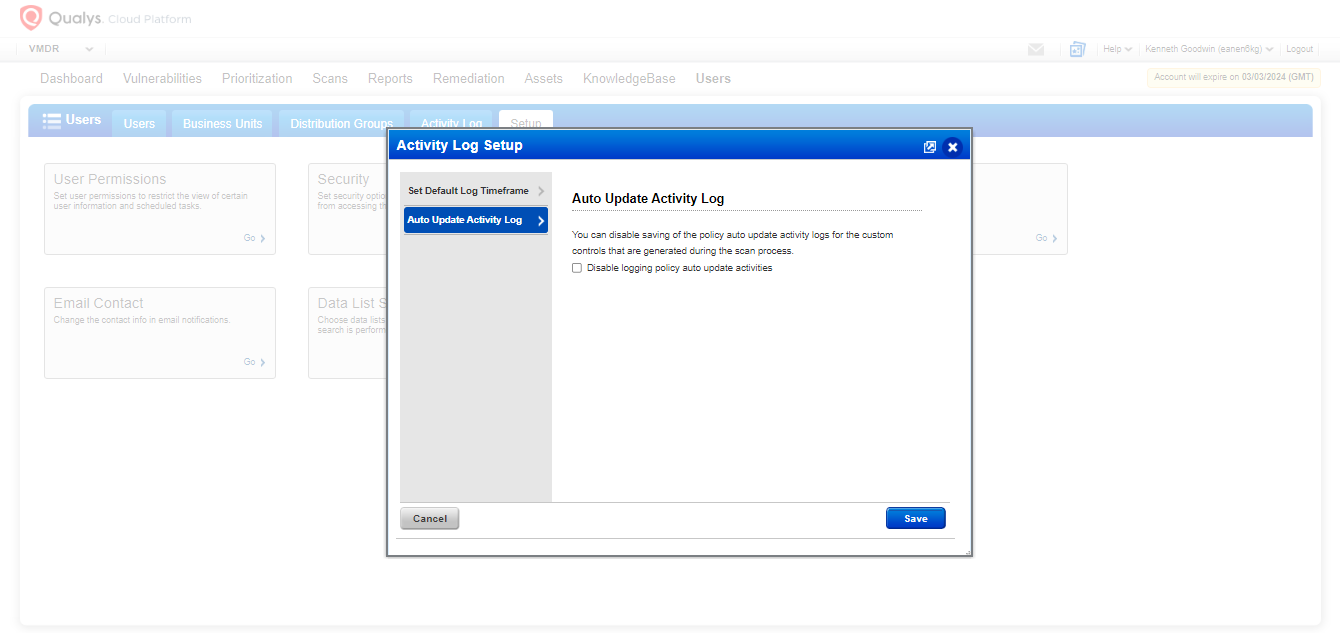 Qualys. Cloud Platform
VMDR
Help
Kenneth Goodwin (eanen6kg)
Logout
Dashboard
Vulnerabilities
Prioritization
Scans
Reports
Remediation
Assets
KnowledgeBase
Users
Account will expire on 03/03/2024 (GMT)
Users
Users
Business Units
Distribution Groups
Activity Log
Setup
User Permissions
Set user permissions to restrict the view of certain
user information and scheduled tasks.
Go
Security
Set security optio
from accessing th
Go
Email Contact
Change the contact info in email notifications.
Go
Data List S
Choose data lists
search is perform
Activity Log Setup
Set Default Log Timeframe
Auto Update Activity Log
Auto Update Activity Log
You can disable saving of the policy auto update activity logs for the custom
controls that are generated during the scan process.
Disable logging policy auto update activities
Cancel
Save